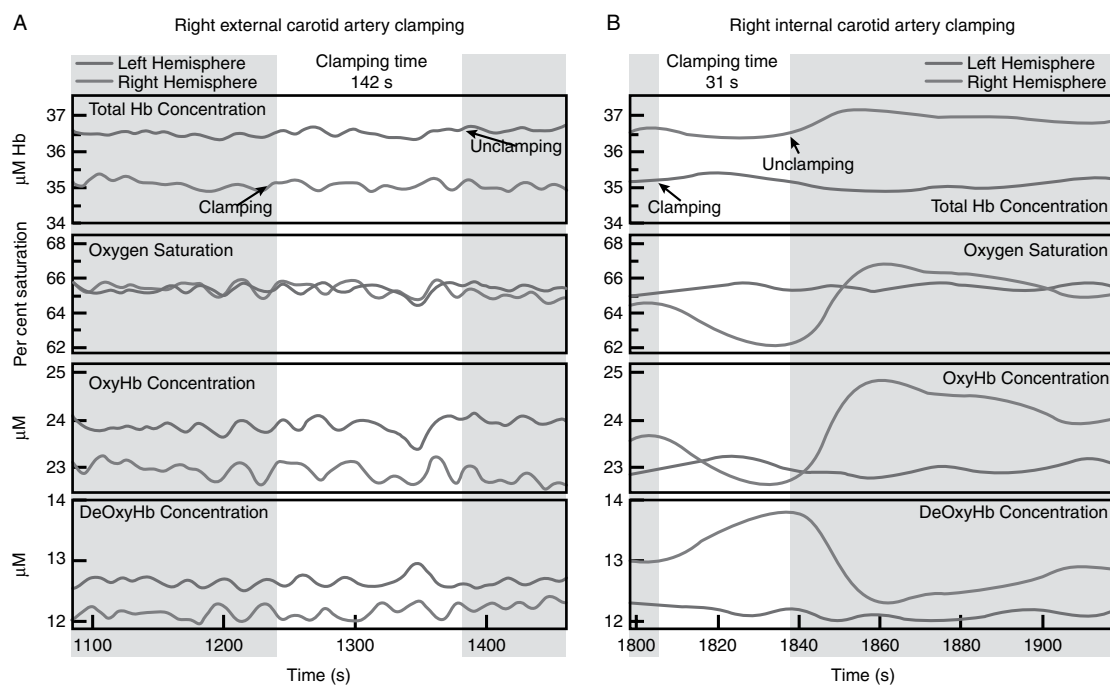 A
Right external carotid artery clamping
Left Hemisphere
Right Hemisphere
Clamping time
142 s
μM Hb
37
36
35
34
Total Hb Concentration
Unclamping
Clamping
Per cent saturation
68
66
64
62
Oxygen Saturation
μM
25
24
23
OxyHb Concentration
μM
14
13
12
DeOxyHb Concentration
1100
1200
1300
1400
Time (s)
B
Right internal carotid artery clamping
Clamping time
31 s
Left Hemisphere
Right Hemisphere
37
36
35
34
Unclamping
Clamping
Total Hb Concentration
68
66
64
62
Oxygen Saturation
25
24
23
OxyHb Concentration
14
13
12
DeOxyHb Concentration
1800
1820
1840
1860
1880
1900
Time (s)